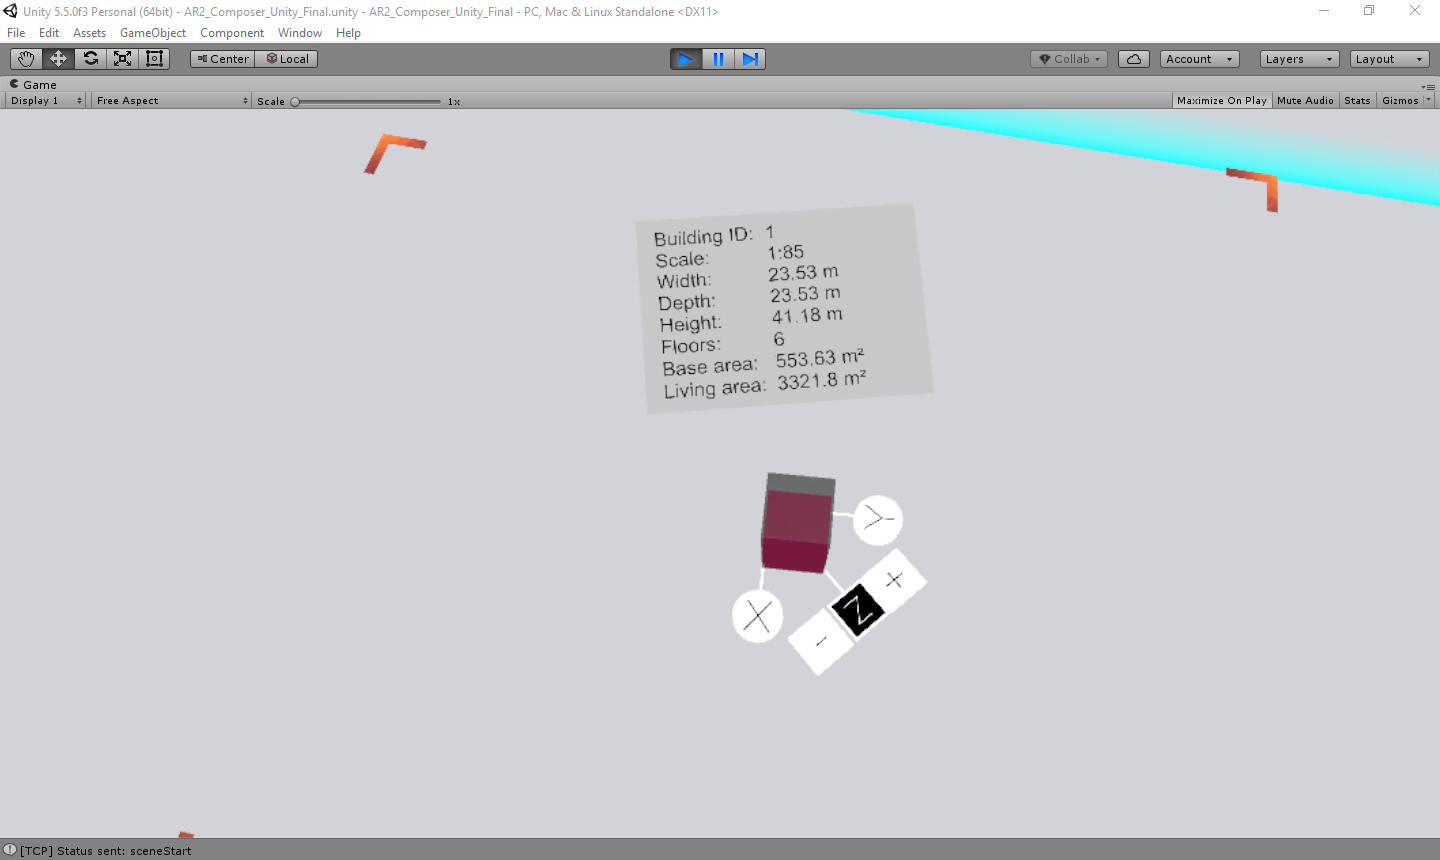 Unity 5.5.0f3 Personal (64bit) - AR2_Composer_Unity_Final.unity - AR2_Composer_Unity_Final - PC, Mac & Linux Standalone <DX11>
File Edit Assets GameObject Component Window Help
Center Local Collab Account Layers Layout
Game
Display 1 Free Aspect Scale 1x Maximize On Play Mute Audio Stats Gizmos
Building ID: 1
Scale: 1:85
Width: 23.53 m
Depth: 23.53 m
Height: 41.18 m
Floors: 6
Base area: 553.63 m²
Living area: 3321.8 m²
Y
+
Z
X
-
[TCP] Status sent: sceneStart